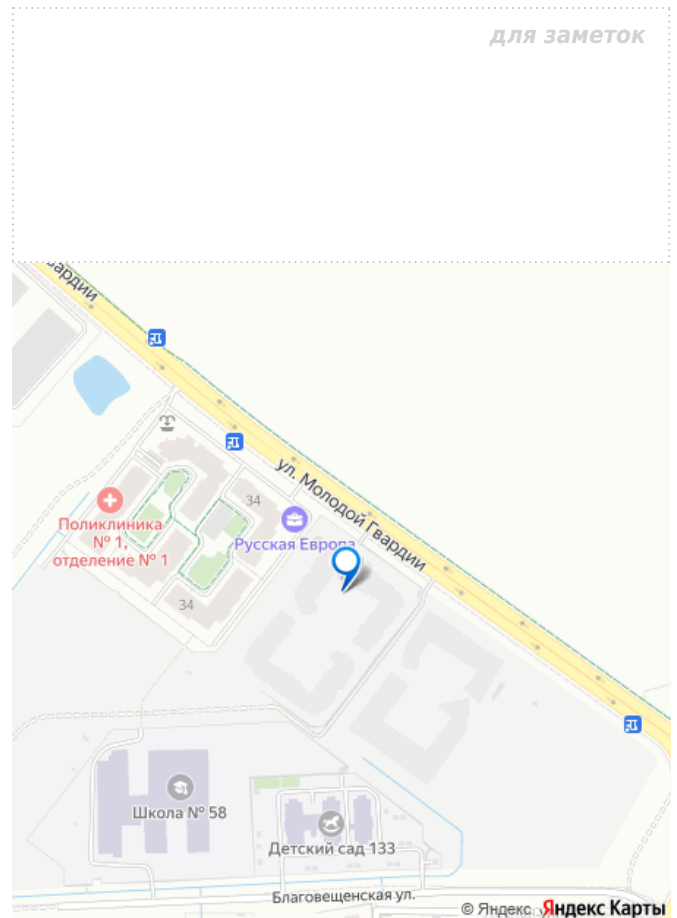 для заметок
вардии
ул. Молодой Гвардии
34
Поликлиника
№ 1,
отделение № 1
Русская Европа
34
Школа № 58
Детский сад 133
Благовещенская ул.
© Яндекс Яндекс Карты